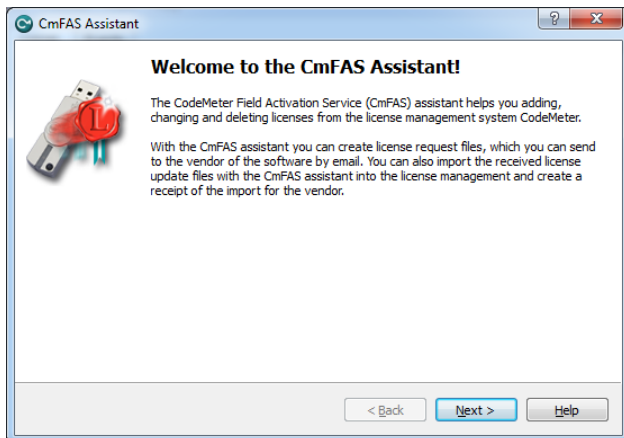 CmFAS Assistant
Welcome to the CmFAS Assistant!
The CodeMeter Field Activation Service (CmFAS) assistant helps you adding,
changing and deleting licenses from the license management system CodeMeter.
With the CmFAS assistant you can create license request files, which you can send
to the vendor of the software by email. You can also import the received license
update files with the CmFAS assistant into the license management and create a
receipt of the import for the vendor.
L
< Back Next > Help